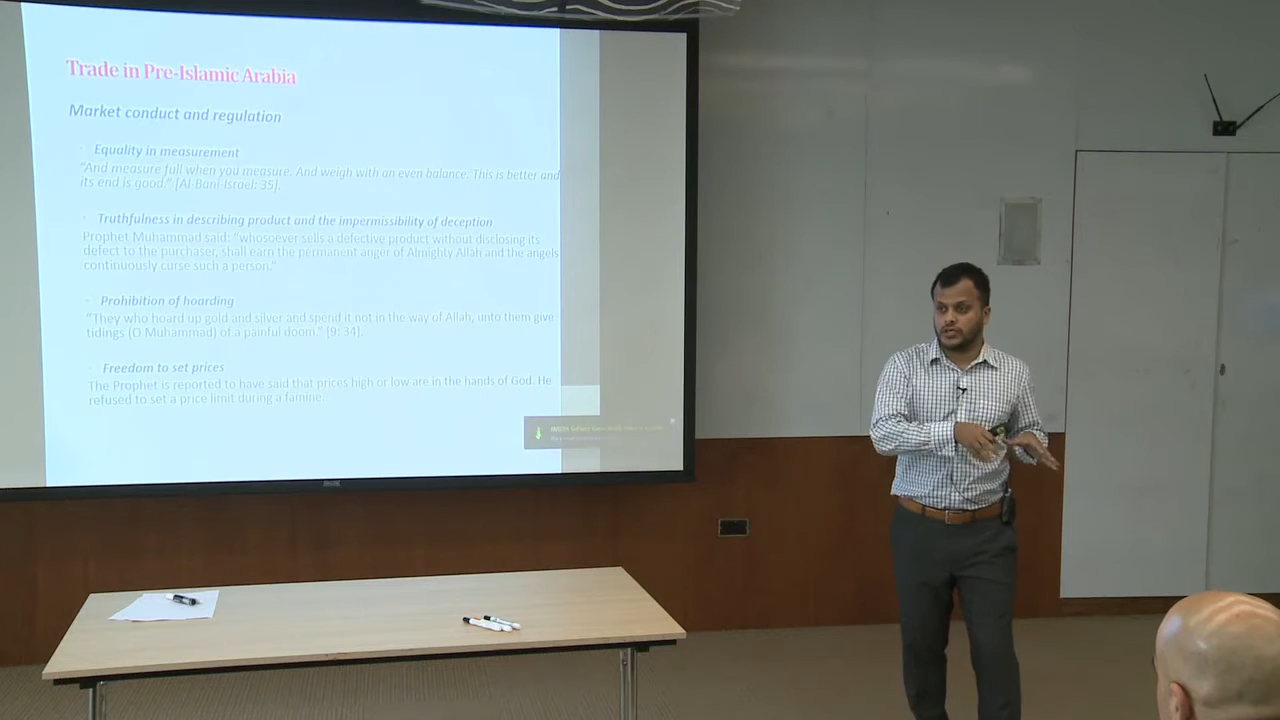 Trade in Pre-Islamic Arabia
Market conduct and regulation
Equality in measurement
"And measure full when you measure. And weigh with an even balance. This is better and
its end is good." [Al-Bani-Israel: 35].
Truthfulness in describing product and the impermissibility of deception
Prophet Muhammad said: "whosoever sells a defective product without disclosing its
defect to the purchaser, shall earn the permanent anger of Almighty Allah and the angels
continuously curse such a person."
Prohibition of hoarding
"They who hoard up gold and silver and spend it not in the way of Allah, unto them give
tidings (O Muhammad) of a painful doom." [9: 34].
Freedom to set prices
The Prophet is reported to have said that prices high or low are in the hands of God. He
refused to set a price limit during a famine.